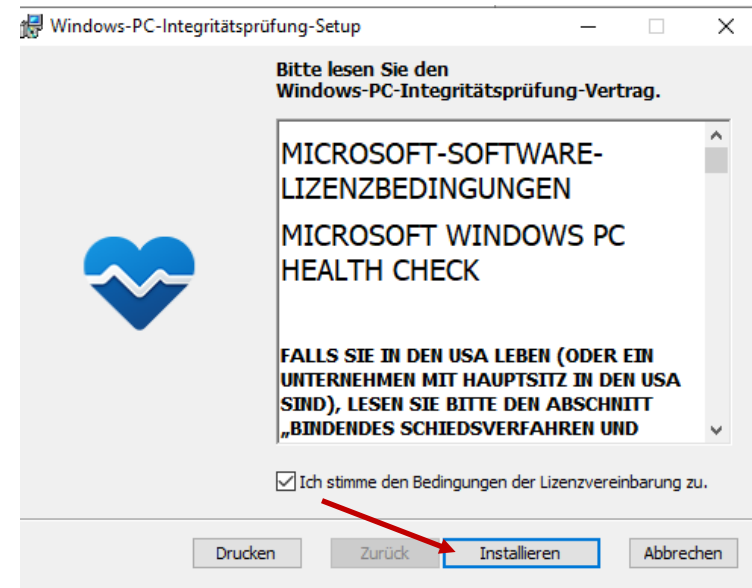 Windows-PC-Integritätsprüfung-Setup
Bitte lesen Sie den
Windows-PC-Integritätsprüfung-Vertrag.
MICROSOFT-SOFTWARE-
LIZENZBEDINGUNGEN
MICROSOFT WINDOWS PC
HEALTH CHECK
FALLS SIE IN DEN USA LEBEN (ODER EIN
UNTERNEHMEN MIT HAUPTSITZ IN DEN USA
SIND), LESEN SIE BITTE DEN ABSCHNITT
„BINDENDES SCHIEDSVERFAHREN UND
Ich stimme den Bedingungen der Lizenzvereinbarung zu.
Drucken Zurück Installieren Abbrechen